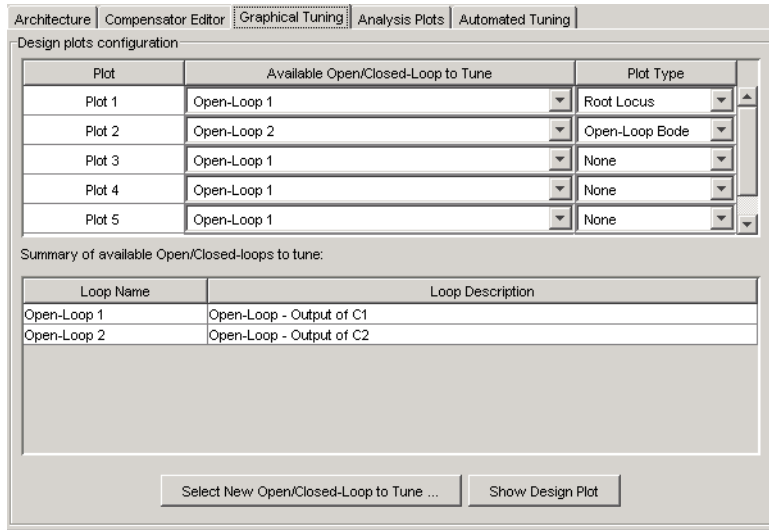 Architecture Compensator Editor Graphical Tuning Analysis Plots Automated Tuning
Design plots configuration
Plot Available Open/Closed-Loop to Tune Plot Type
Plot 1 Open-Loop 1 Root Locus
Plot 2 Open-Loop 2 Open-Loop Bode
Plot 3 Open-Loop 1 None
Plot 4 Open-Loop 1 None
Plot 5 Open-Loop 1 None
Summary of available Open/Closed-loops to tune:
Loop Name Loop Description
Open-Loop 1 Open-Loop - Output of C1
Open-Loop 2 Open-Loop - Output of C2
Select New Open/Closed-Loop to Tune ... Show Design Plot